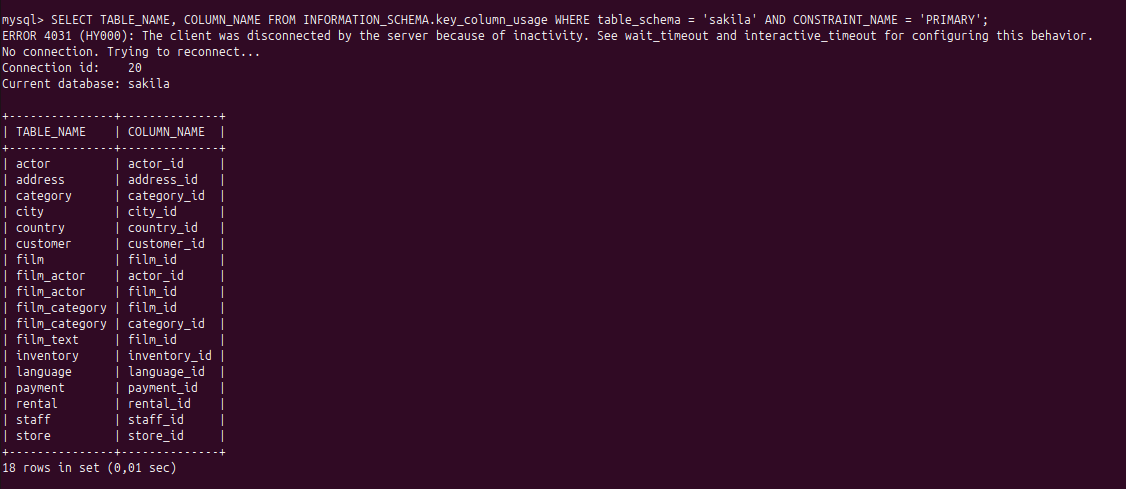 mysql> SELECT TABLE_NAME, COLUMN_NAME FROM INFORMATION_SCHEMA.key_column_usage WHERE table_schema = 'sakila' AND CONSTRAINT_NAME = 'PRIMARY';
ERROR 4031 (HY000): The client was disconnected by the server because of inactivity. See wait_timeout and interactive_timeout for configuring this behavior.
No connection. Trying to reconnect...
Connection id:    20
Current database: sakila

+---------------+--------------+
| TABLE_NAME    | COLUMN_NAME  |
+---------------+--------------+
| actor         | actor_id     |
| address       | address_id   |
| category      | category_id  |
| city          | city_id      |
| country       | country_id   |
| customer      | customer_id  |
| film          | film_id      |
| film_actor    | actor_id     |
| film_actor    | film_id      |
| film_category | film_id      |
| film_category | category_id  |
| film_text     | film_id      |
| inventory     | inventory_id |
| language      | language_id  |
| payment       | payment_id   |
| rental        | rental_id    |
| staff         | staff_id     |
| store         | store_id     |
+---------------+--------------+
18 rows in set (0,01 sec)